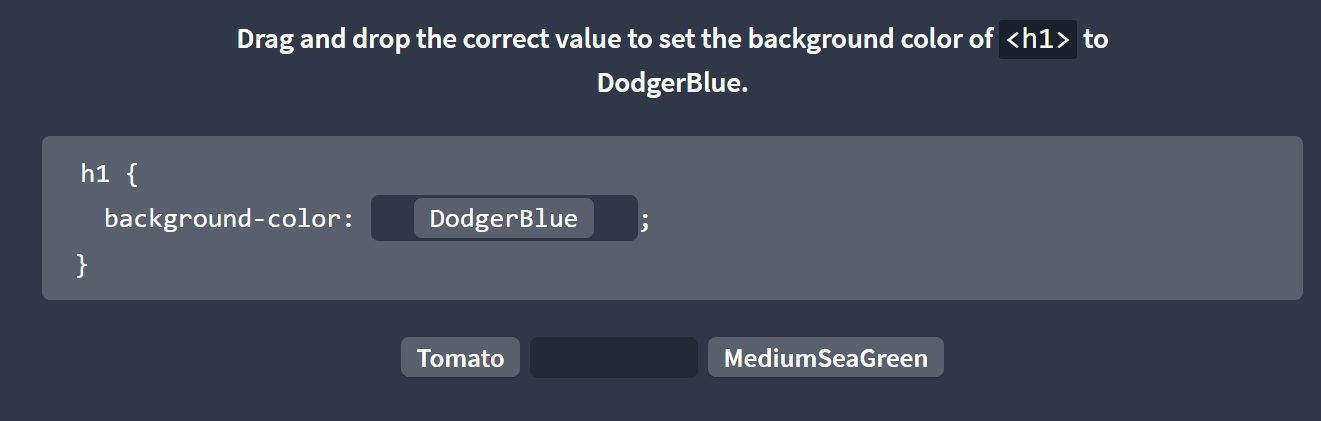 Drag and drop the correct value to set the background color of <h1> to
DodgerBlue.
h1 {
background-color: DodgerBlue ;
}
Tomato MediumSeaGreen